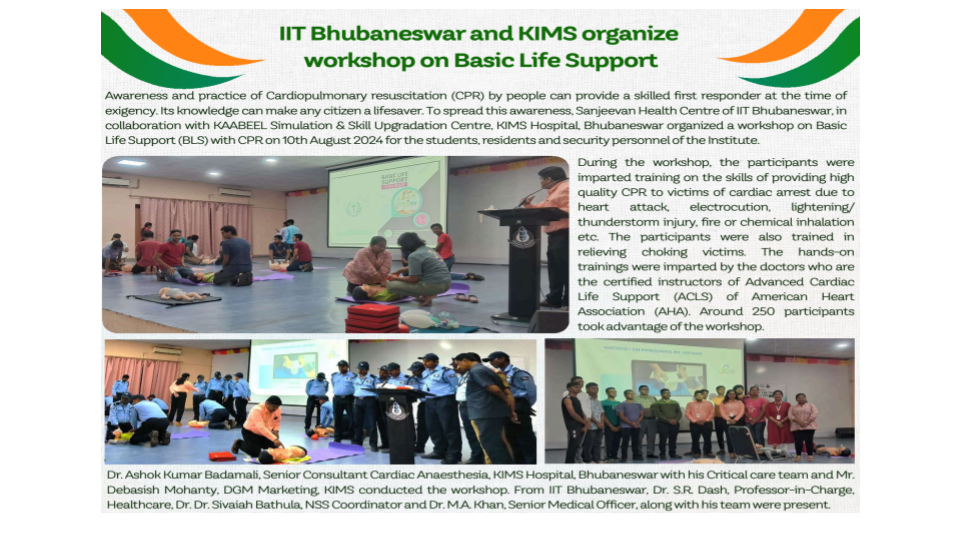 IIT Bhubaneswar and KIMS organize
workshop on Basic Life Support
Awareness and practice of Cardiopulmonary resuscitation (CPR) by people can provide a skilled first responder at the time of
exigency. Its knowledge can make any citizen a lifesaver. To spread this awareness, Sanjeevan Health Centre of IIT Bhubaneswar, in
collaboration with KAABEEL Simulation & Skill Upgradation Centre, KIMS Hospital, Bhubaneswar organized a workshop on Basic
Life Support (BLS) with CPR on 10th August 2024 for the students, residents and security personnel of the Institute.
BASIC LIFE
SUPPORT
During the workshop, the participants were
imparted training on the skills of providing high
quality CPR to victims of cardiac arrest due to
heart attack, electrocution, lightening/
thunderstorm injury, fire or chemical inhalation
etc. The participants were also trained in
relieving choking victims. The hands-on
trainings were imparted by the doctors who are
the certified instructors of Advanced Cardiac
Life Support (ACLS) of American Heart
Association (AHA). Around 250 participants
took advantage of the workshop.
Dr. Ashok Kumar Badamali, Senior Consultant Cardiac Anaesthesia, KIMS Hospital, Bhubaneswar with his Critical care team and Mr.
Debasish Mohanty, DGM Marketing, KIMS conducted the workshop. From IIT Bhubaneswar, Dr. S.R. Dash, Professor-in-Charge,
Healthcare, Dr. Dr. Sivaiah Bathula, NSS Coordinator and Dr. M.A. Khan, Senior Medical Officer, along with his team were present.